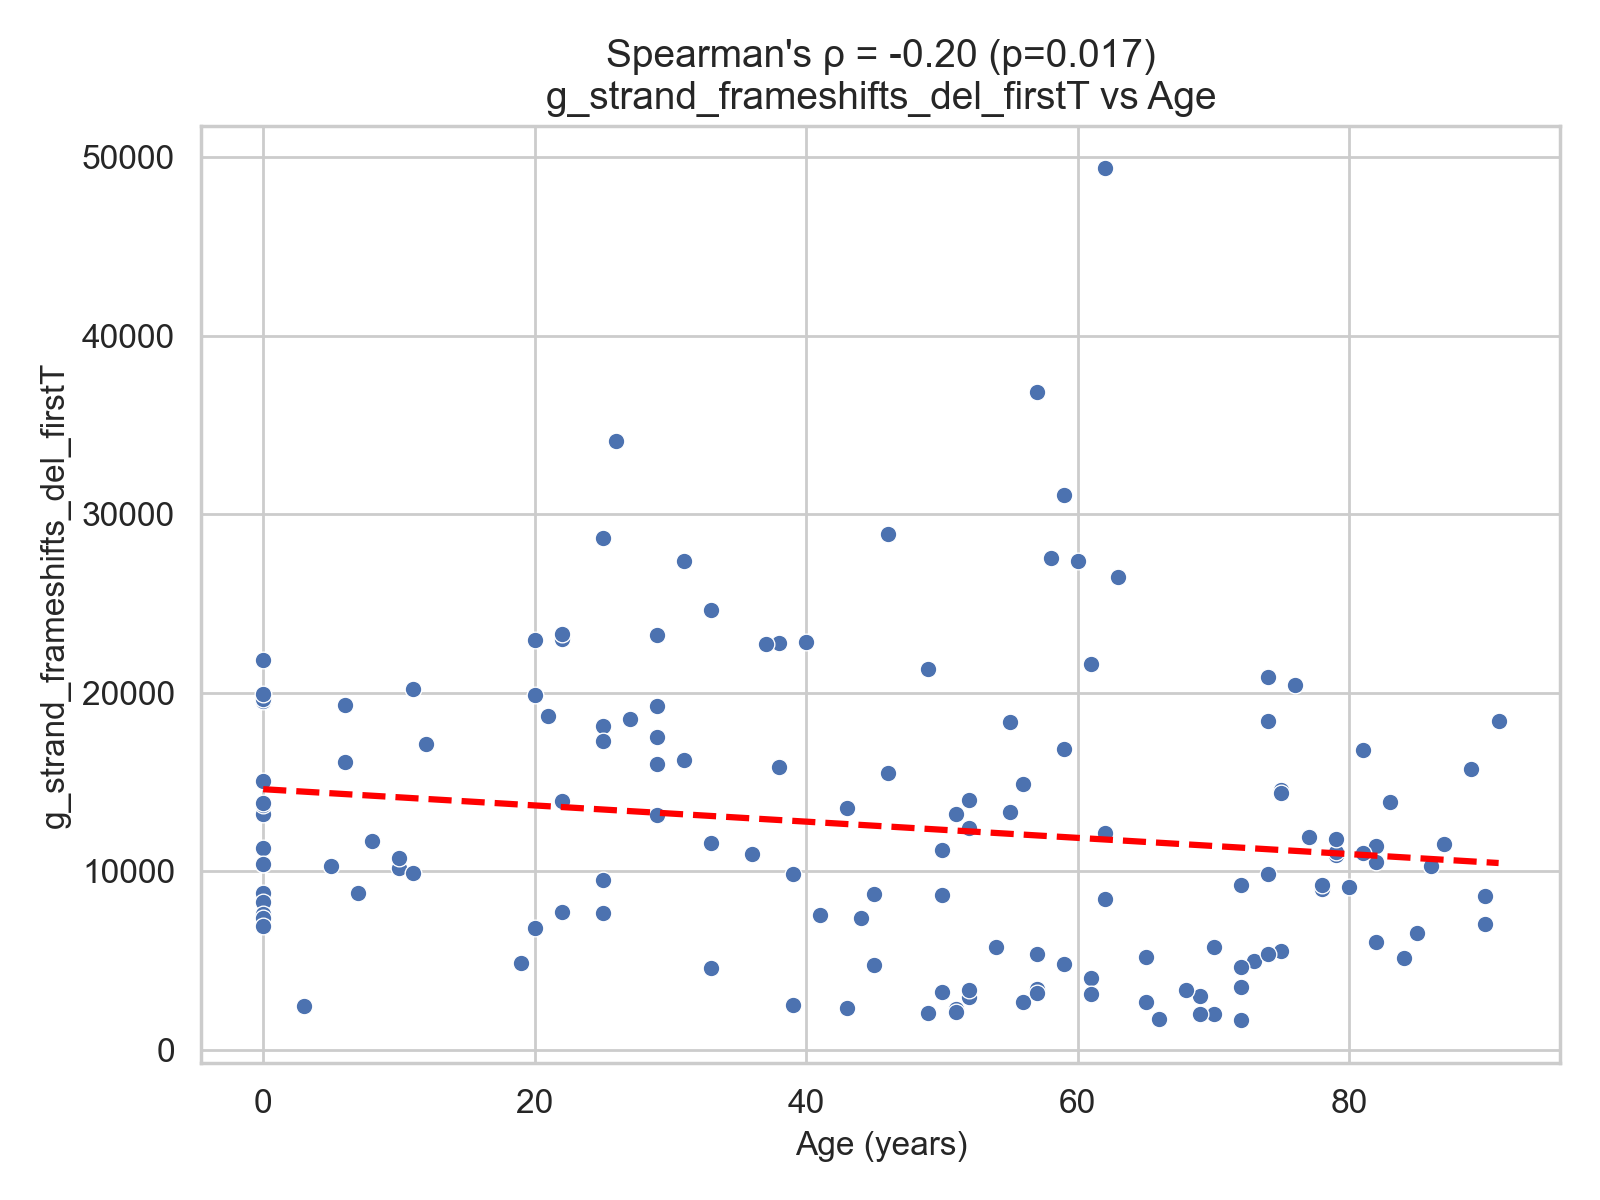 Spearman's ρ = -0.20 (p=0.017)
g_strand_frameshifts_del_firstT vs Age
g_strand_frameshifts_del_firstT
50000
40000
30000
20000
10000
0
0 20 40 60 80
Age (years)